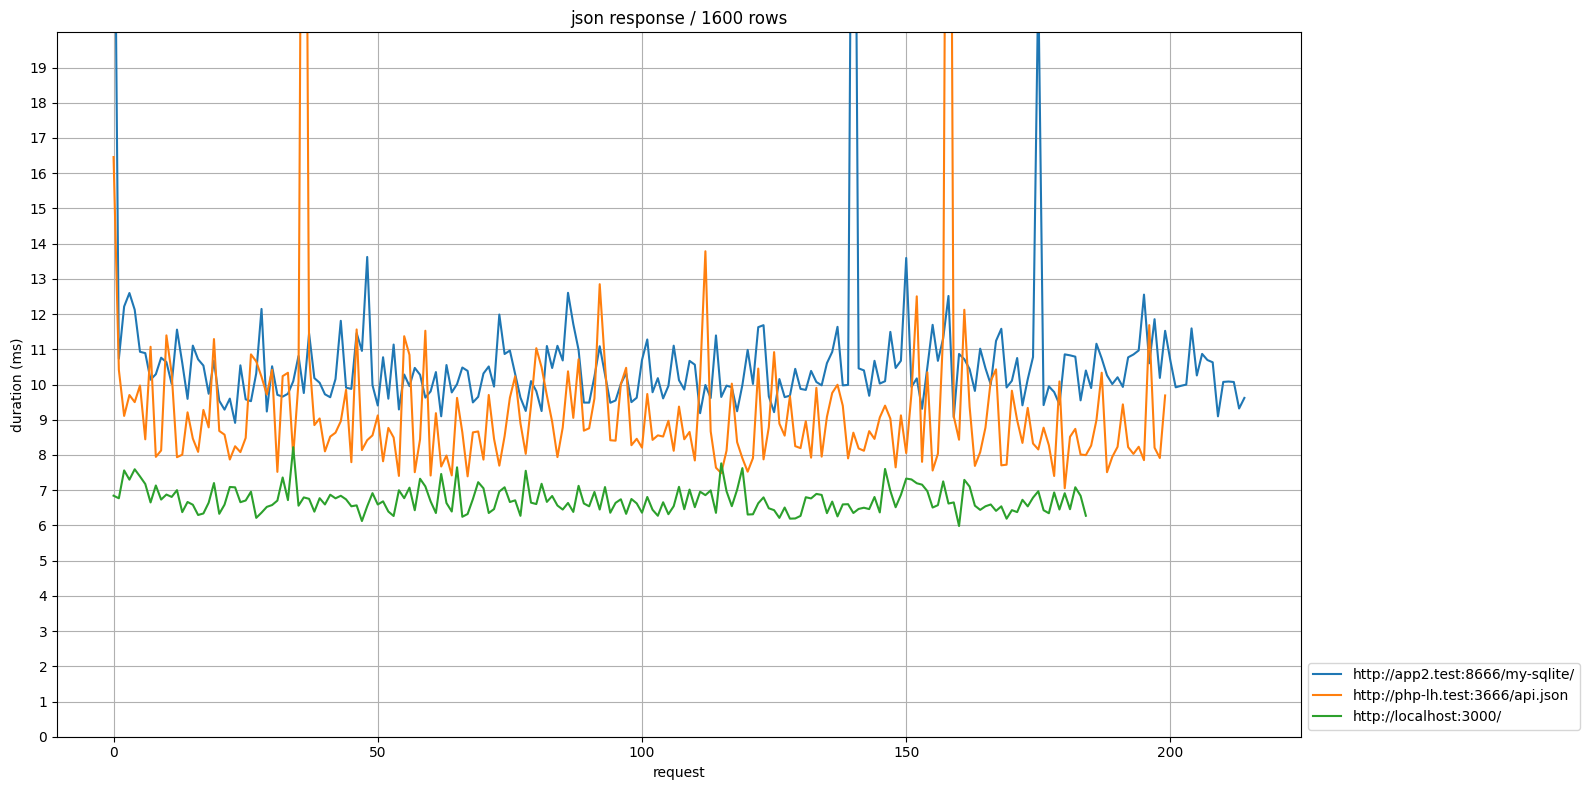 json response / 1600 rows
duration (ms)
19
18
17
16
15
14
13
12
11
10
9
8
7
6
5
4
3
2
1
0
0 50 100 150 200
request
http://app2.test:8666/my-sqlite/
http://php-lh.test:3666/api.json
http://localhost:3000/